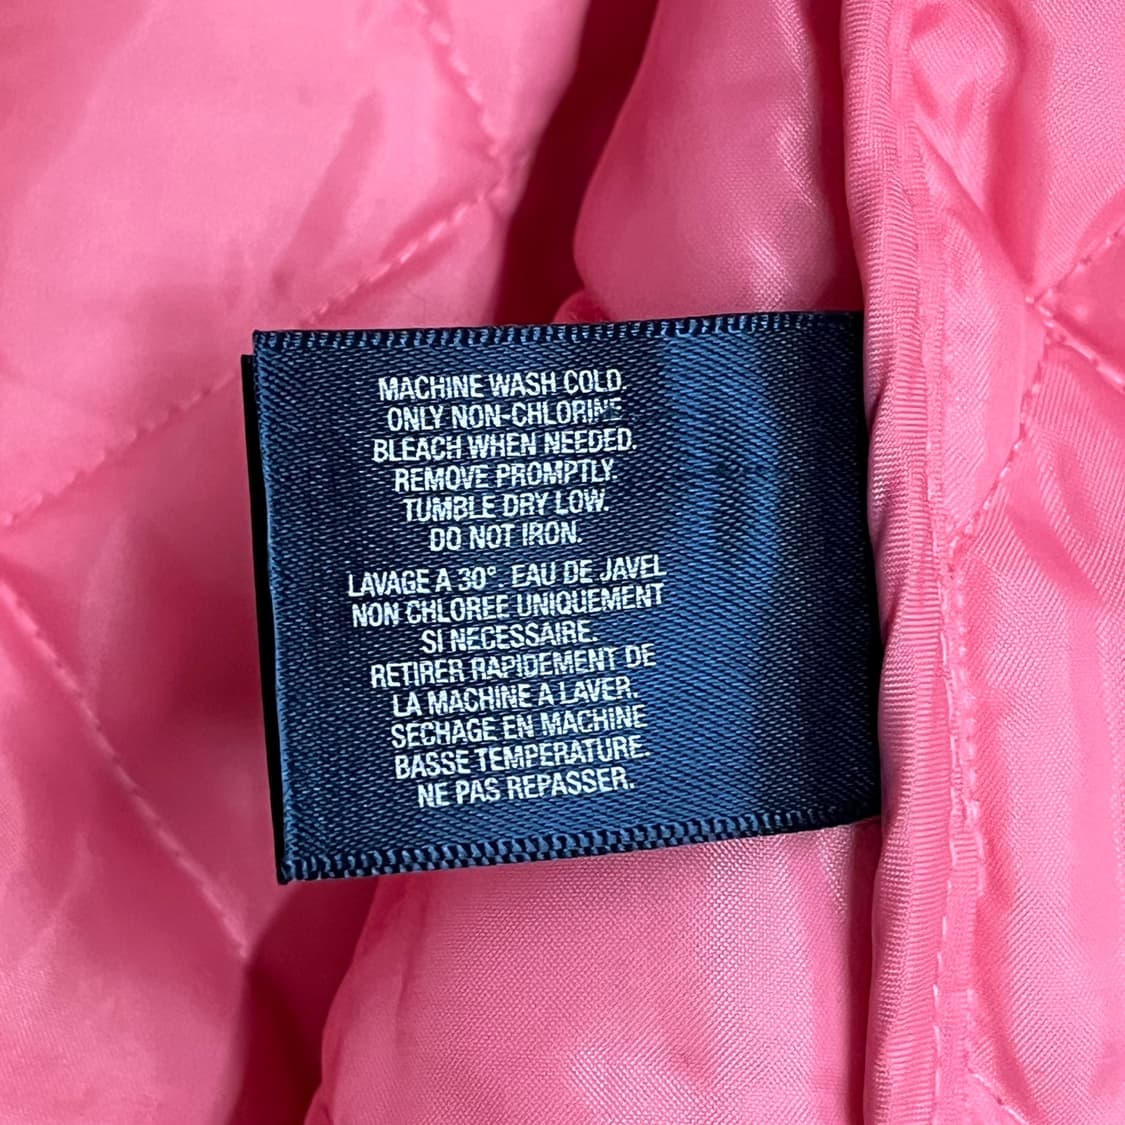 MACHINE WASH COLD.
ONLY NON-CHLORINE
BLEACH WHEN NEEDED.
REMOVE PROMPTLY.
TUMBLE DRY LOW.
DO NOT IRON.
LAVAGE A 30°. EAU DE JAVEL
NON CHLOREE UNIQUEMENT
SI NECESSAIRE.
RETIRER RAPIDEMENT DE
LA MACHINE A LAVER.
SECHAGE EN MACHINE
BASSE TEMPERATURE.
NE PAS REPASSER.